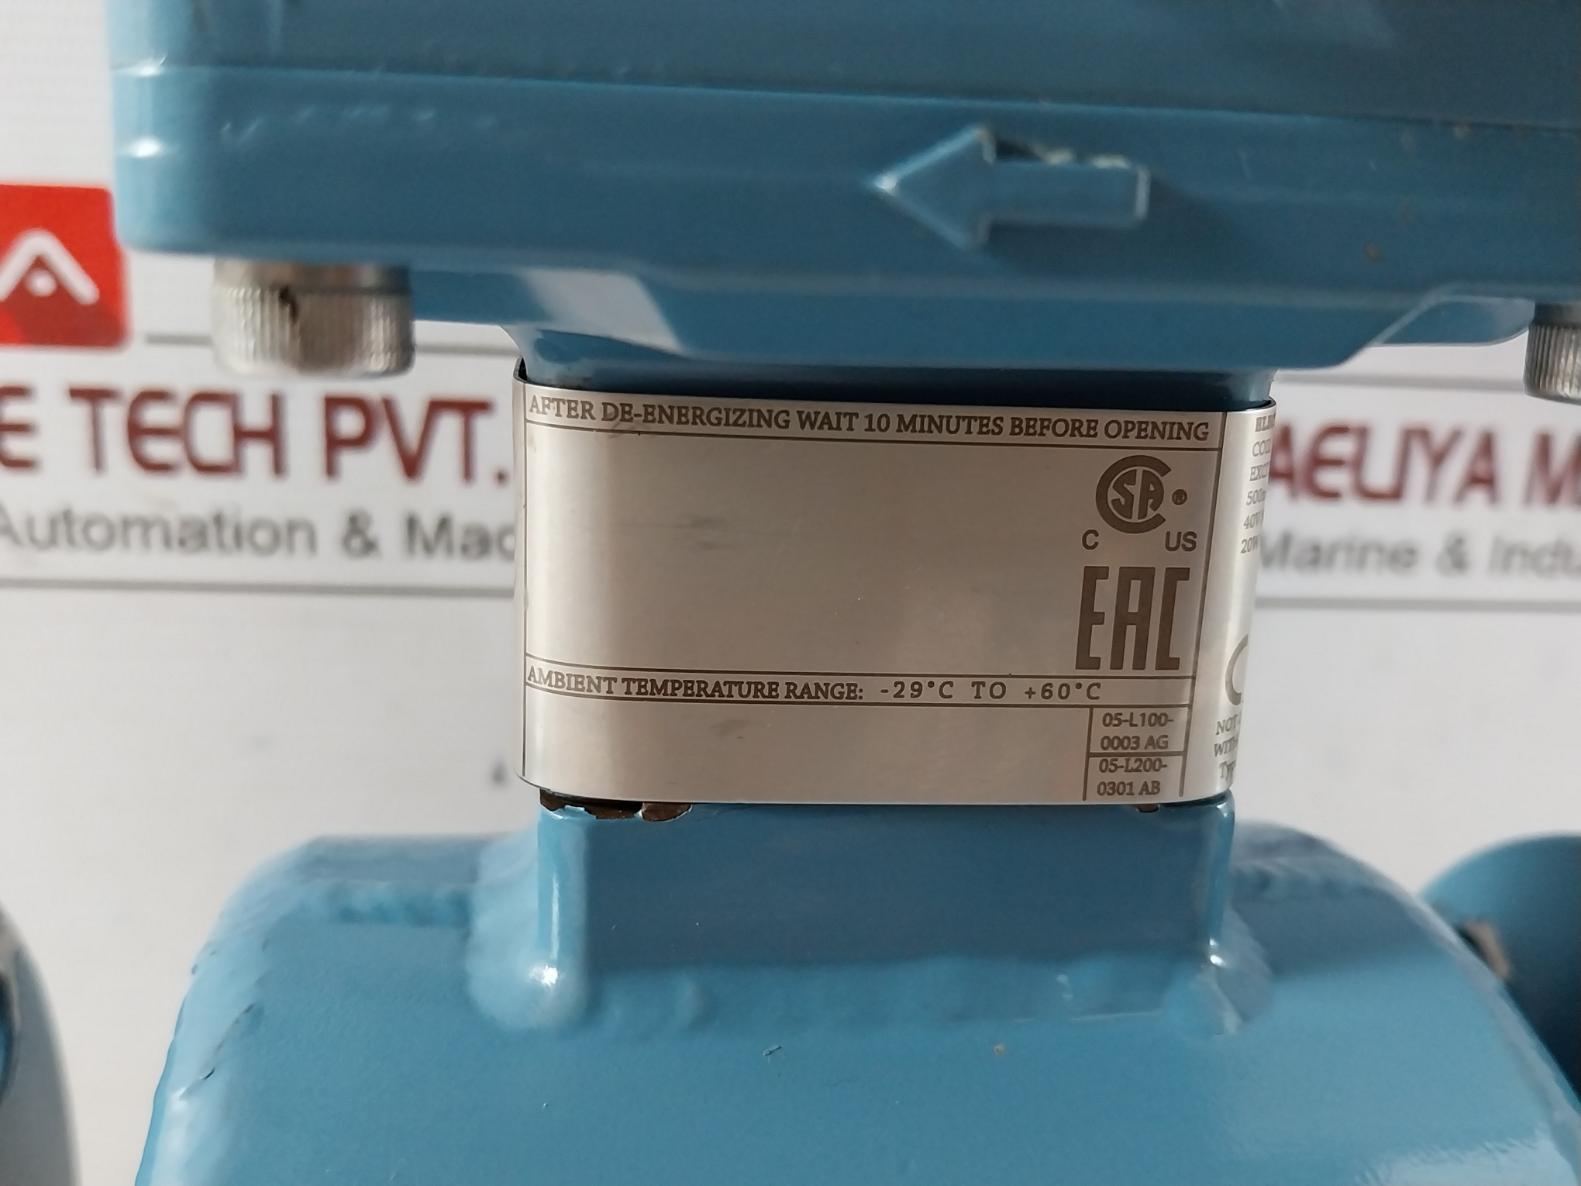 E TECH PVT.
Automation & Mac
AFTER DE-ENERGIZING WAIT 10 MINUTES BEFORE OPENING
CSA®
C US
EAC
AMBIENT TEMPERATURE RANGE: -29°C TO +60°C
05-L100-
0003 AG
05-L200-
0301 AB
AELIYA M
Marine & Indu